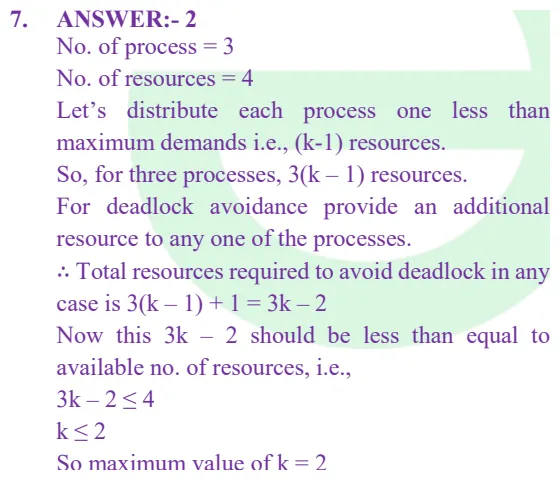 7. ANSWER:- 2
No. of process = 3
No. of resources = 4
Let’s distribute each process one less than
maximum demands i.e., (k-1) resources.
So, for three processes, 3(k – 1) resources.
For deadlock avoidance provide an additional
resource to any one of the processes.
∴ Total resources required to avoid deadlock in any
case is 3(k – 1) + 1 = 3k – 2
Now this 3k – 2 should be less than equal to
available no. of resources, i.e.,
3k – 2 ≤ 4
k ≤ 2
So maximum value of k = 2